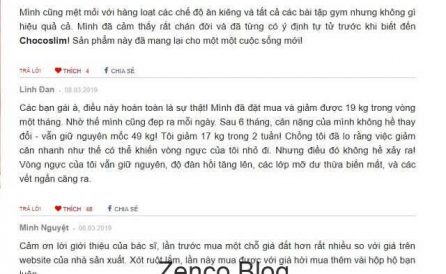 Mình cũng mệt mỏi với hàng loạt các chế độ ăn kiêng và tất cả các bài tập gym nhưng không gì
hiệu quả cả. Mình đã cảm thấy rất chán đời và đã từng có ý định tự tử trước khi biết đến
Chocoslim! Sản phẩm này đã mang lại cho một một cuộc sống mới!
TRẢ LỜI THÍCH 4 CHIA SẺ
Linh Đan - 08.03.2019
Các bạn gái à, điều này hoàn toàn là sự thật! Mình đã đặt mua và giảm được 19 kg trong vòng
một tháng. Nhờ thế mình cũng đẹp ra mỗi ngày. Sau 6 tháng, cân nặng của mình không hề thay
đổi - vẫn giữ nguyên mốc 49 kg! Tôi giảm 17 kg trong 2 tuần! Chồng tôi đã lo rằng việc giảm
cân nhanh như thế có thể khiến vòng ngực của tôi nhỏ đi. Nhưng điều đó không hề xảy ra!
Vòng ngực của tôi vẫn giữ nguyên, độ đàn hồi tăng lên, các lớp mỡ dư thừa biến mất, và các
vết ngấn cũng ra.
TRẢ LỜI THÍCH 48 CHIA SẺ
Minh Nguyệt - 08.03.2019
Cảm ơn lời giới thiệu của bác sĩ, lần trước mua một chỗ giá đắt hơn rất nhiều so với giá trên
website của nhà sản xuất. Xót ruột lắm, lần này mua được với giá hời mua thêm vài hộp hộ bạn
luôn
Zenco Blog